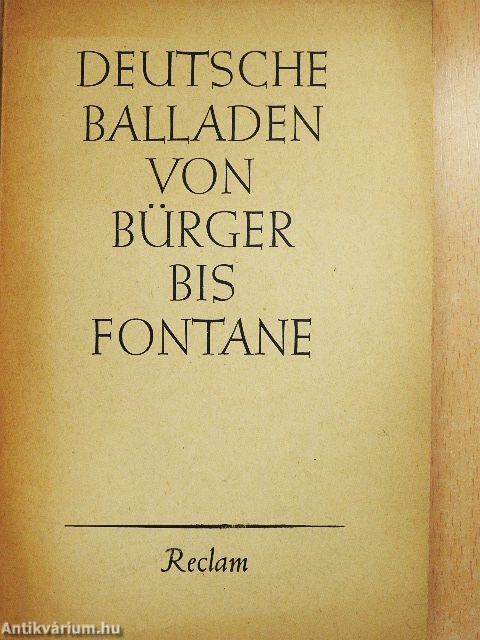 DEUTSCHE
BALLADEN
VON
BÜRGER
BIS
FONTANE
Reclam
Antikvárium.hu